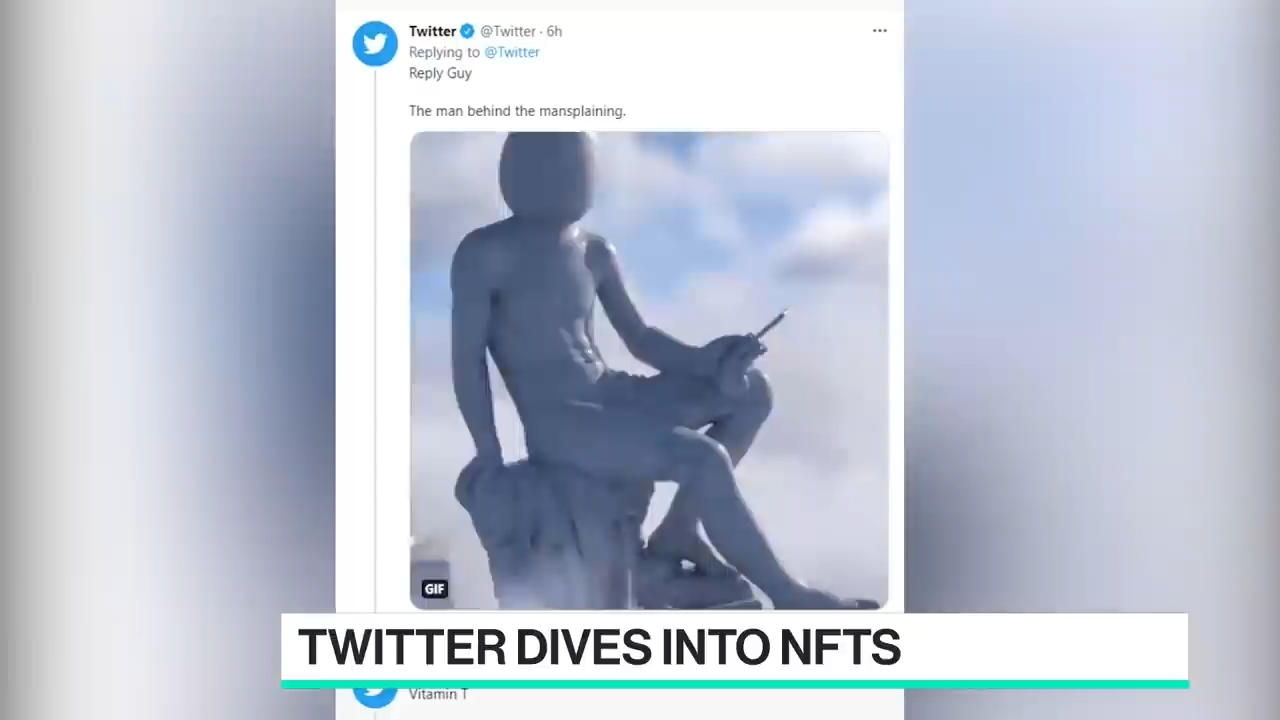 Twitter @Twitter · 6h
Replying to @Twitter
Reply Guy
The man behind the mansplaining.
GIF
TWITTER DIVES INTO NFTS
Vitamin T